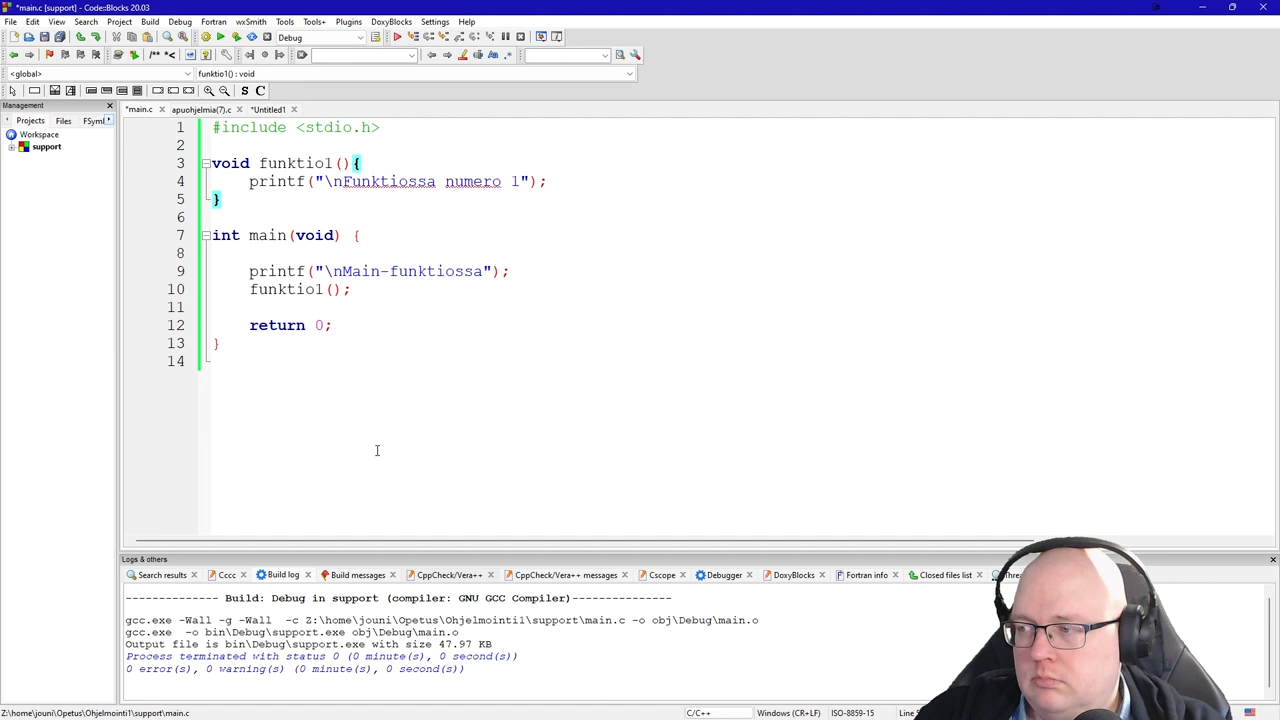 *main.c [support] - Code::Blocks 20.03
File Edit View Search Project Build Debug Fortran wxSmith Tools Tools+ Plugins DoxyBlocks Settings Help
Debug
/** *<
<global>
funktio1() : void
S C
Management
Projects Files FSyml
Workspace
support
*main.c apuohjelmia(7).c *Untitled1
1 #include <stdio.h>
2
3 void funktio1(){
4 printf("\nFunktiossa numero 1");
5 }
6
7 int main(void) {
8
9 printf("\nMain-funktiossa");
10 funktio1();
11
12 return 0;
13 }
14
Logs & others
Search results Cccc Build log Build messages CppCheck/Vera++ CppCheck/Vera++ messages Cscope Debugger DoxyBlocks Fortran info Closed files list Threa
-------------- Build: Debug in support (compiler: GNU GCC Compiler)---------------
gcc.exe -Wall -g -Wall -c Z:\home\jouni\Opetus\Ohjelmointi1\support\main.c -o obj\Debug\main.o
gcc.exe -o bin\Debug\support.exe obj\Debug\main.o
Output file is bin\Debug\support.exe with size 47.97 KB
Process terminated with status 0 (0 minute(s), 0 second(s))
0 error(s), 0 warning(s) (0 minute(s), 0 second(s))
Z:\home\jouni\Opetus\Ohjelmointi1\support\main.c C/C++ Windows (CR+LF) ISO-8859-15 Line